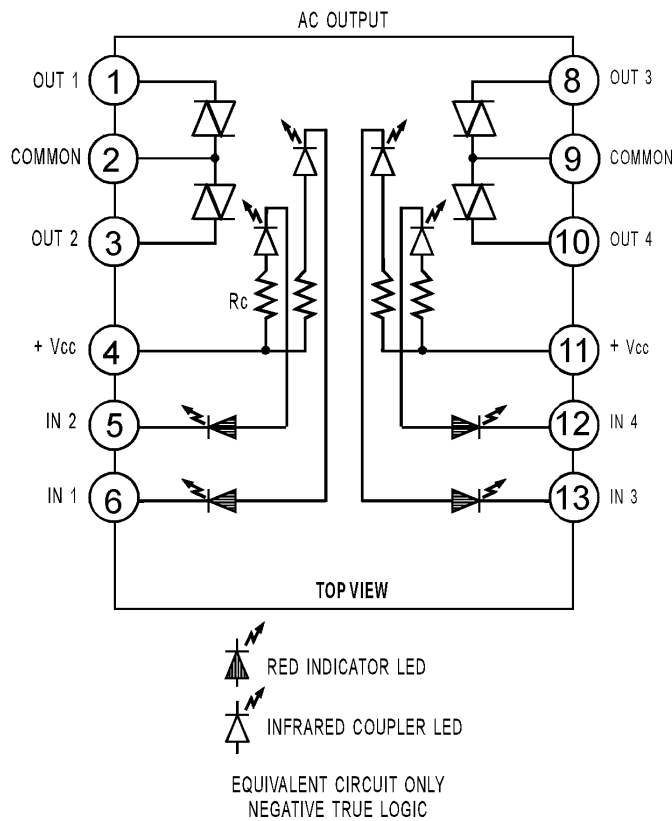 AC OUTPUT
OUT 1
1
8
OUT 3
COMMON
2
9
COMMON
OUT 2
3
10
OUT 4
Rc
+ Vcc
4
11
+ Vcc
IN 2
5
12
IN 4
IN 1
6
13
IN 3
TOP VIEW
RED INDICATOR LED
INFRARED COUPLER LED
EQUIVALENT CIRCUIT ONLY
NEGATIVE TRUE LOGIC